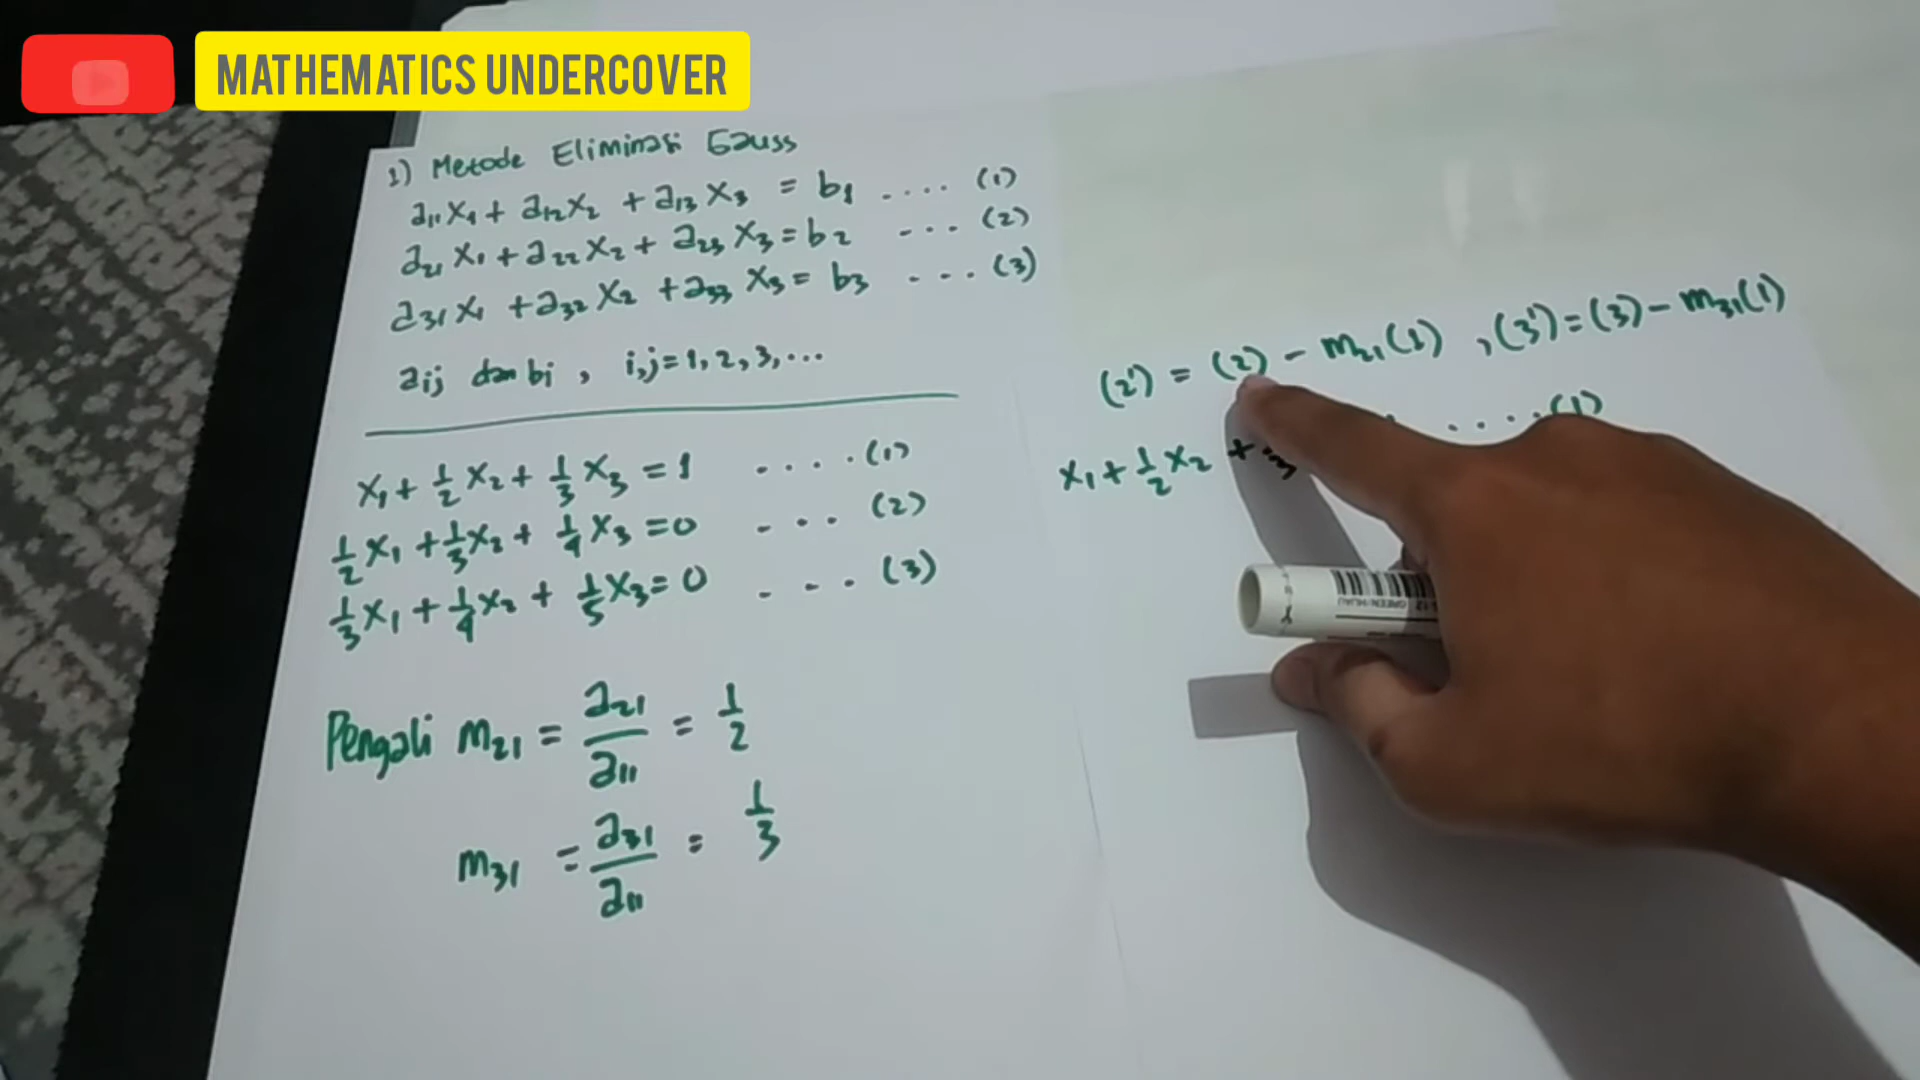 MATHEMATICS UNDERCOVER
1) Metode Eliminasi Gauss
a₁₁x₁ + a₁₂x₂ + a₁₃x₃ = b₁ .... (1)
a₂₁x₁ + a₂₂x₂ + a₂₃x₃ = b₂ ... (2)
a₃₁x₁ + a₃₂x₂ + a₃₃x₃ = b₃ ... (3)
aij dan bi , i,j = 1, 2, 3, ...
x₁ + 1/2 x₂ + 1/3 x₃ = 1 .... (1)
1/2 x₁ + 1/3 x₂ + 1/4 x₃ = 0 ... (2)
1/3 x₁ + 1/4 x₂ + 1/5 x₃ = 0 ... (3)
Pengali m₂₁ = a₂₁/a₁₁ = 1/2
m₃₁ = a₃₁/a₁₁ = 1/3
(2') = (2) - m₂₁(1) , (3') = (3) - m₃₁(1)
x₁ + 1/2 x₂ + .... (1)